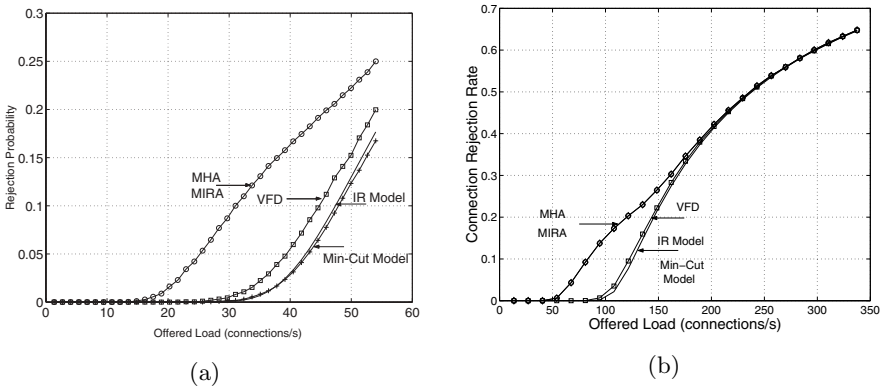 0.3
0.25
0.2
0.15
0.1
0.05
0
Rejection Probability
MHA
MIRA
VFD
IR Model
Min-Cut Model
0 10 20 30 40 50 60
Offered Load (connections/s)
(a)
0.7
0.6
0.5
0.4
0.3
0.2
0.1
0
Connection Rejection Rate
MHA
MIRA
VFD
IR Model
Min−Cut
Model
0 50 100 150 200 250 300 350
Offered Load (connections/s)
(b)